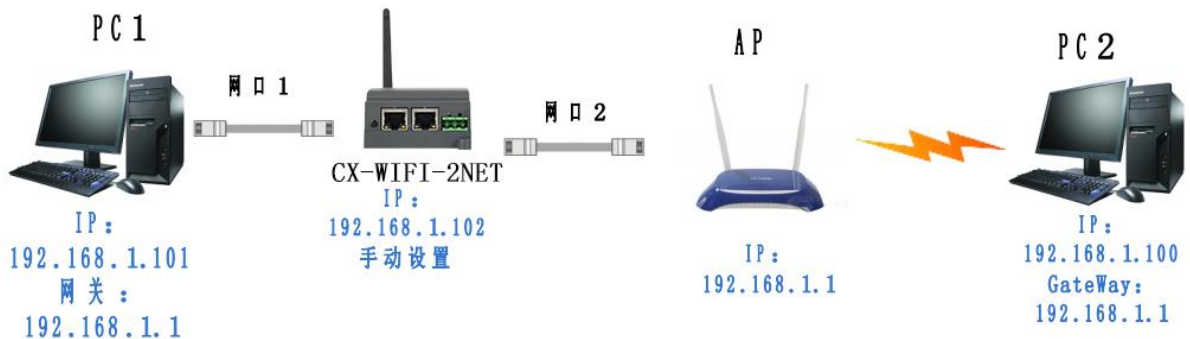 PC1
网口1
CX-WIFI-2NET
IP：
192.168.1.102
手动设置
网口2
AP
PC2
IP：
192.168.1.101
网关：
192.168.1.1
IP：
192.168.1.1
IP：
192.168.1.100
GateWay：
192.168.1.1